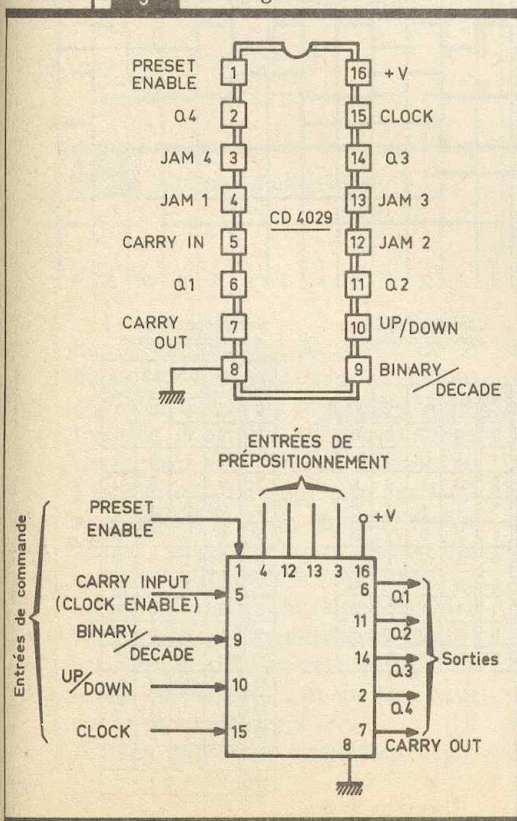 PRESET
ENABLE
1
16
+V
Q4
2
15
CLOCK
JAM 4
3
14
Q3
JAM 1
4
13
JAM 3
CD 4029
CARRY IN
5
12
JAM 2
Q1
6
11
Q2
CARRY
OUT
7
10
UP/DOWN
8
9
BINARY/
DECADE
ENTRÉES DE
PRÉPOSITIONNEMENT
Entrées de commande
PRESET
ENABLE
+V
1 4 12 13 3 16
CARRY INPUT
(CLOCK ENABLE)
5
6
Q1
BINARY/
DECADE
9
11
Q2
14
Q3
Sorties
UP/
DOWN
10
2
Q4
CLOCK
15
7
CARRY OUT
8